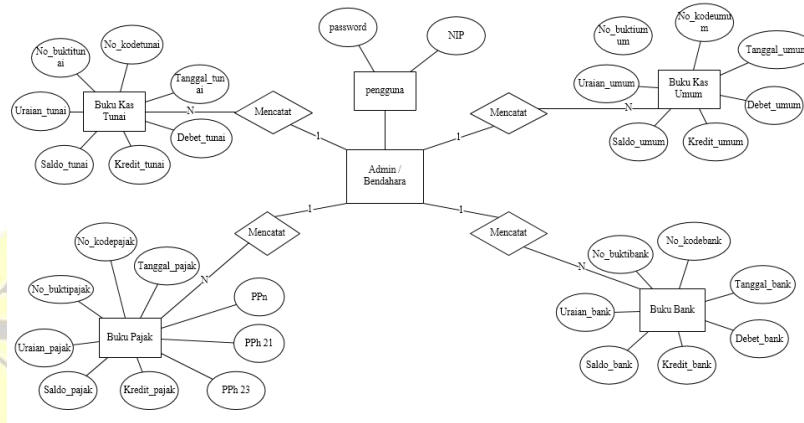 password
NIP
pengguna
No_buktitun
ai
No_kodetunai
Tanggal_tun
ai
Uraian_tunai
Buku Kas
Tunai
N
Mencatat
1
Debet_tunai
Saldo_tunai
Kredit_tunai
No_buktium
um
No_kodeumu
m
Tanggal_umum
Uraian_umum
Buku Kas
Umum
N
Mencatat
1
Debet_umum
Saldo_umum
Kredit_umum
Admin /
Bendahara
1
Mencatat
N
No_kodepajak
Tanggal_pajak
No_buktipajak
PPn
Buku Pajak
PPh 21
Uraian_pajak
Saldo_pajak
Kredit_pajak
PPh 23
1
Mencatat
N
No_buktibank
No_kodebank
Tanggal_bank
Uraian_bank
Buku Bank
Debet_bank
Saldo_bank
Kredit_bank